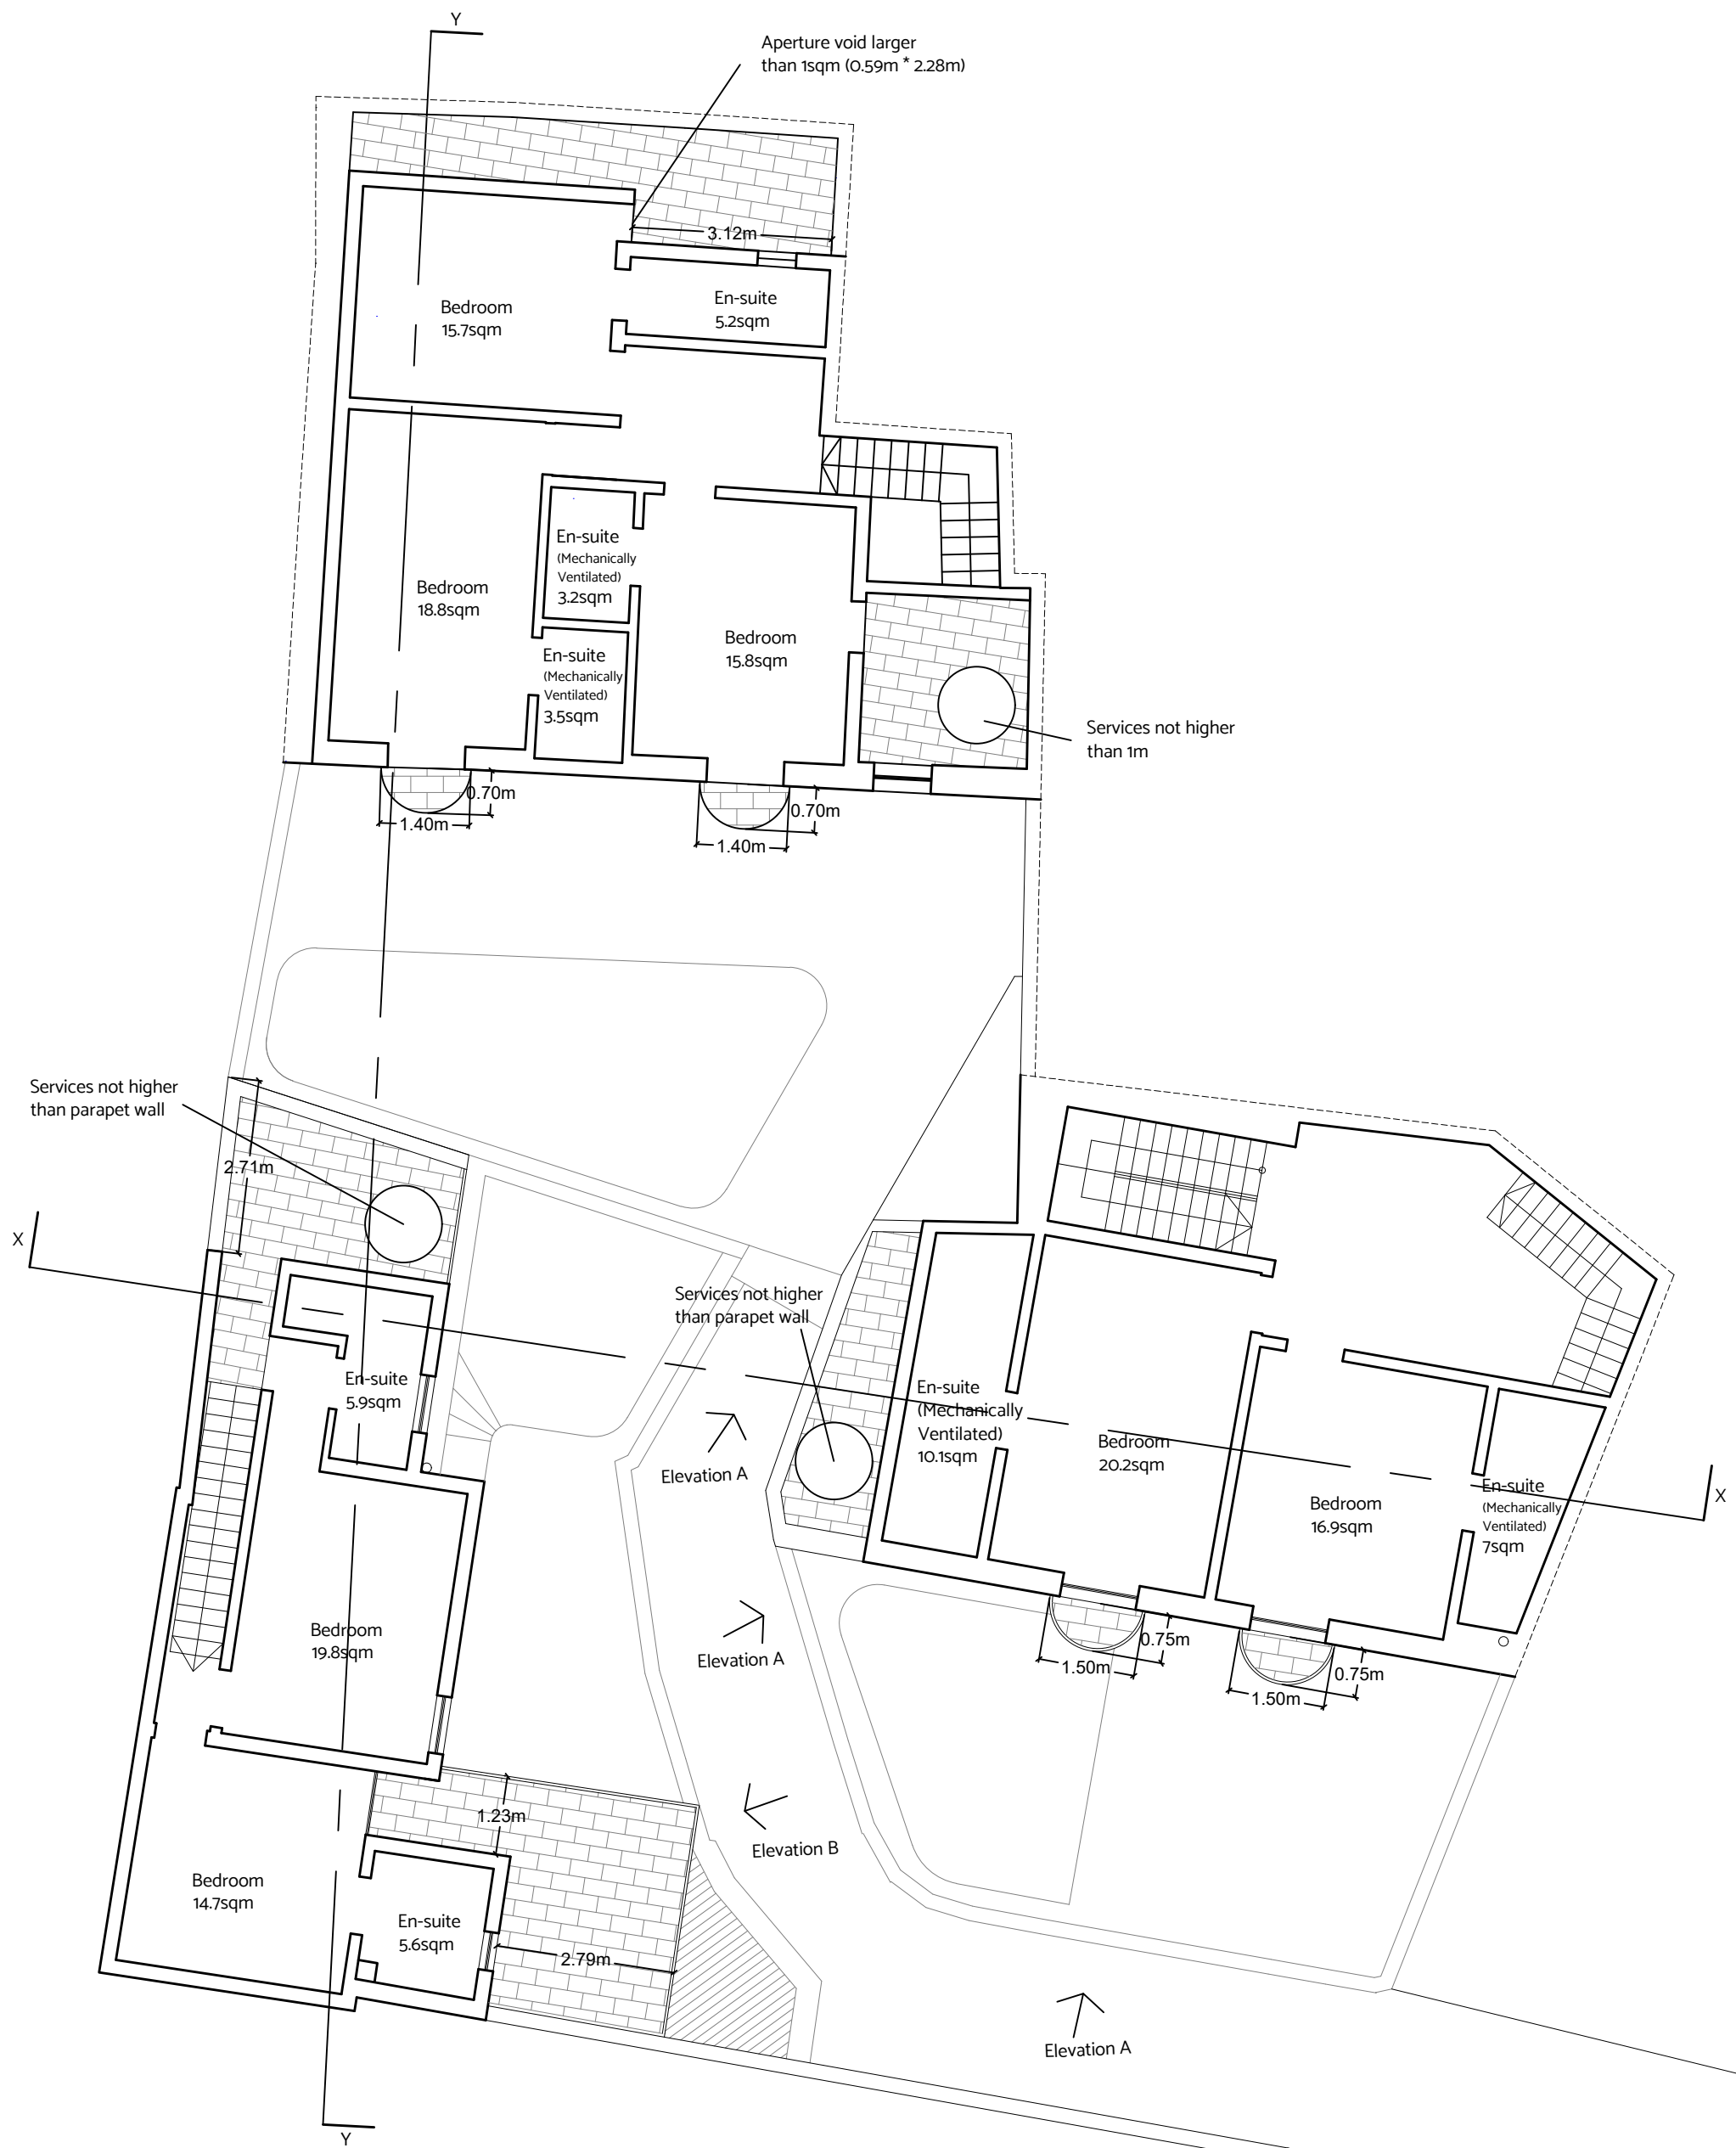 Y
Aperture void larger
than 1sqm (0.59m * 2.28m)
3.12m
En-suite
5.2sqm
Bedroom
15.7sqm
En-suite
(Mechanically
Ventilated)
3.2sqm
Bedroom
18.8sqm
Bedroom
15.8sqm
En-suite
(Mechanically
Ventilated)
3.5sqm
Services not higher
than 1m
0.70m
1.40m
0.70m
1.40m
Services not higher
than parapet wall
2.71m
X
Services not higher
than parapet wall
En-suite
5.9sqm
En-suite
(Mechanically
Ventilated)
10.1sqm
Bedroom
20.2sqm
Bedroom
16.9sqm
En-suite
(Mechanically
Ventilated)
7sqm
X
Elevation A
Bedroom
19.8sqm
Elevation A
0.75m
1.50m
0.75m
1.50m
1.23m
Elevation B
Bedroom
14.7sqm
En-suite
5.6sqm
2.79m
Elevation A
Y